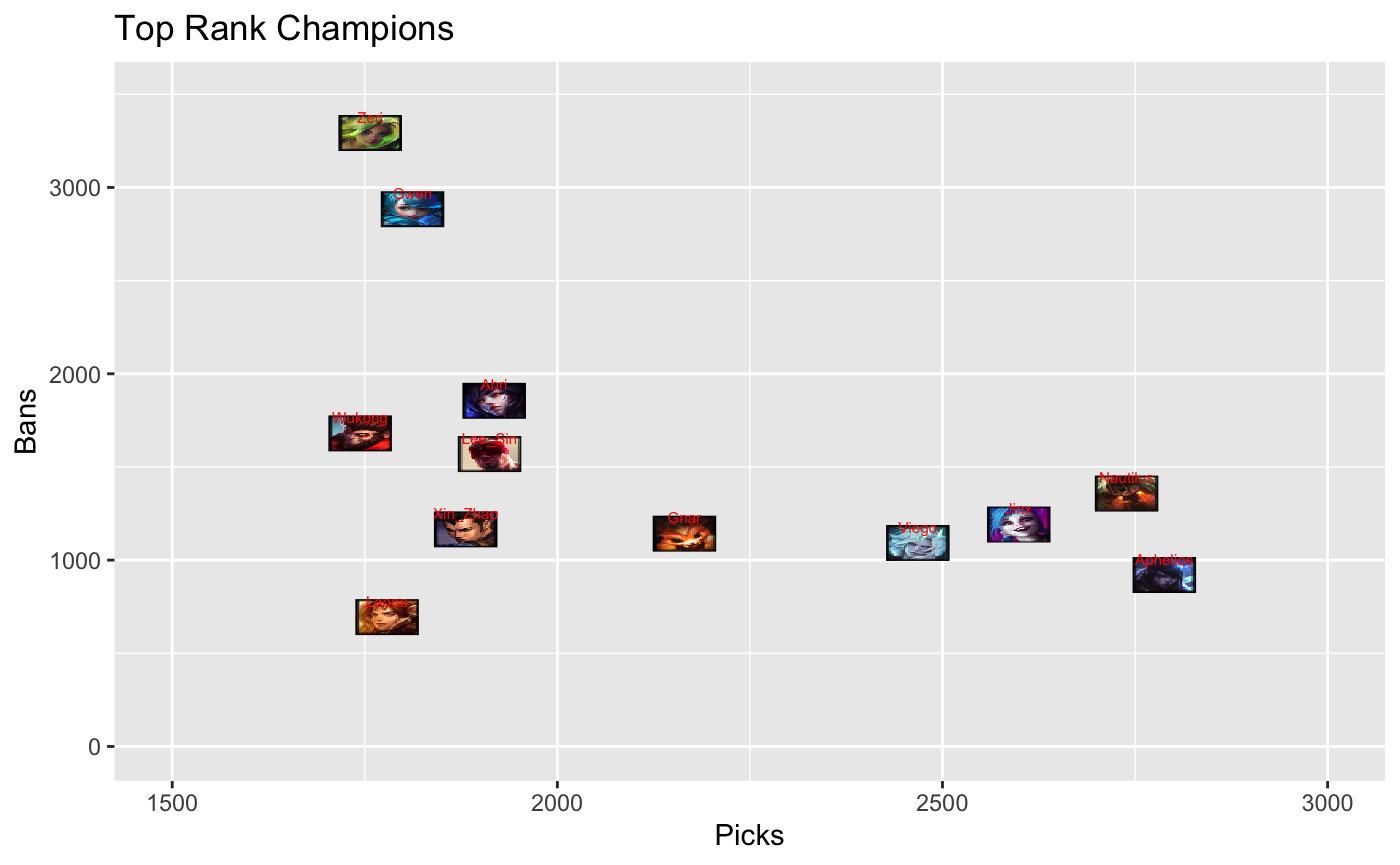 Top Rank Champions
Zeri
3000
Gwen
2000
Ahri
Wukong
Lee_Sin
Nautilus
Jinx
Xin_Zhao
Gnar
Viego
1000
Aphelios
Leona
0
Bans
1500 2000 2500 3000
Picks